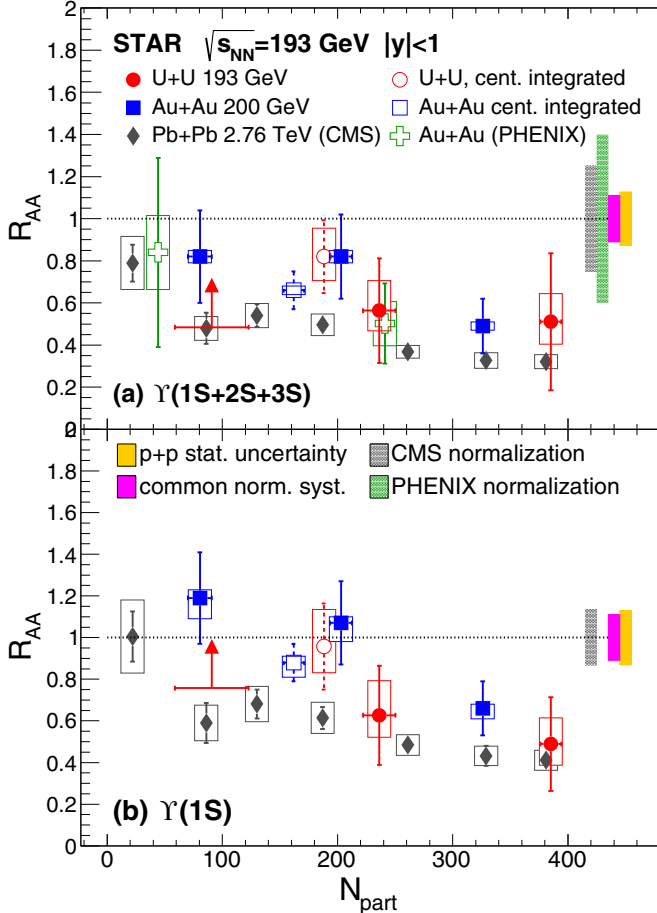 STAR √sNN=193 GeV |y|<1
U+U 193 GeV
U+U, cent. integrated
Au+Au 200 GeV
Au+Au cent. integrated
Pb+Pb 2.76 TeV (CMS)
Au+Au (PHENIX)
2
1.8
1.6
1.4
1.2
1
0.8
0.6
0.4
0.2
RAA
(a) ϒ(1S+2S+3S)
p+p stat. uncertainty
CMS normalization
common norm. syst.
PHENIX normalization
2
1.8
1.6
1.4
1.2
1
0.8
0.6
0.4
0.2
0
RAA
(b) ϒ(1S)
0 100 200 300 400
Npart